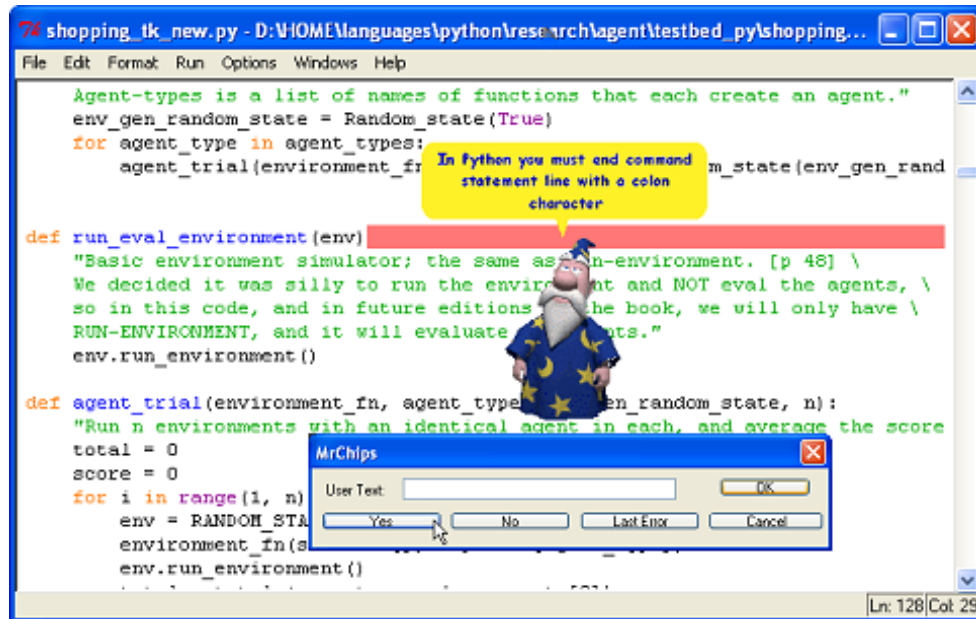 76 shopping_tk_new.py - D:\HOME\languages\python\research\agent\testbed_py\shopping...
File Edit Format Run Options Windows Help
Agent-types is a list of names of functions that each create an agent."
env_gen_random_state = Random_state(True)
for agent_type in agent_types:
agent_trial(environment_f m_state(env_gen_rand
In Python you must end command
statement line with a colon
character
def run_eval_environment(env)
"Basic environment simulator; the same as n-environment. [p 48] \
We decided it was silly to run the envir nt and NOT eval the agents, \
so in this code, and in future editions he book, we will only have \
RUN-ENVIRONMENT, and it will evaluate ts."
env.run_environment()
def agent_trial(environment_fn, agent_type en_random_state, n):
"Run n environments with an identical agent in each, and average the score
total = 0
score = 0
for i in range(1, n)
env = RANDOM_STA
environment_fn(s
env.run_environment()
MrChips
User Text: OK
Yes No Last Error Cancel
Ln: 128 Col: 29